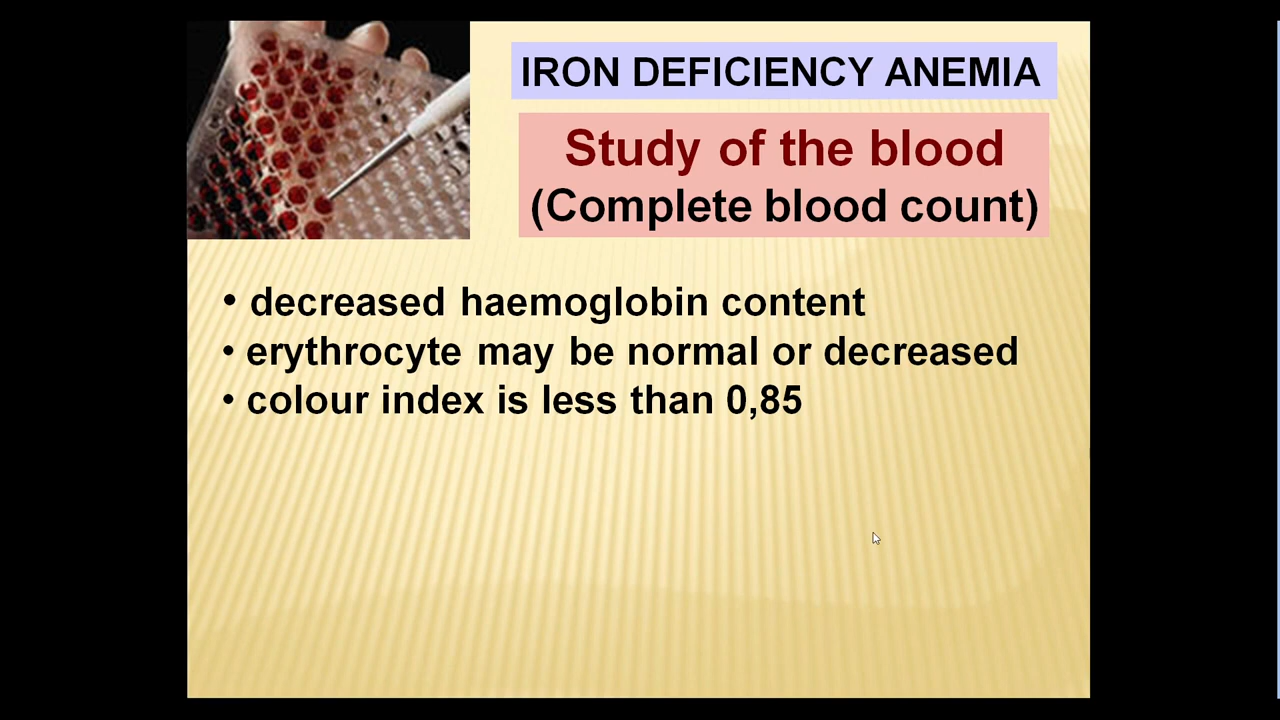 IRON DEFICIENCY ANEMIA
Study of the blood
(Complete blood count)
• decreased haemoglobin content
• erythrocyte may be normal or decreased
• colour index is less than 0,85